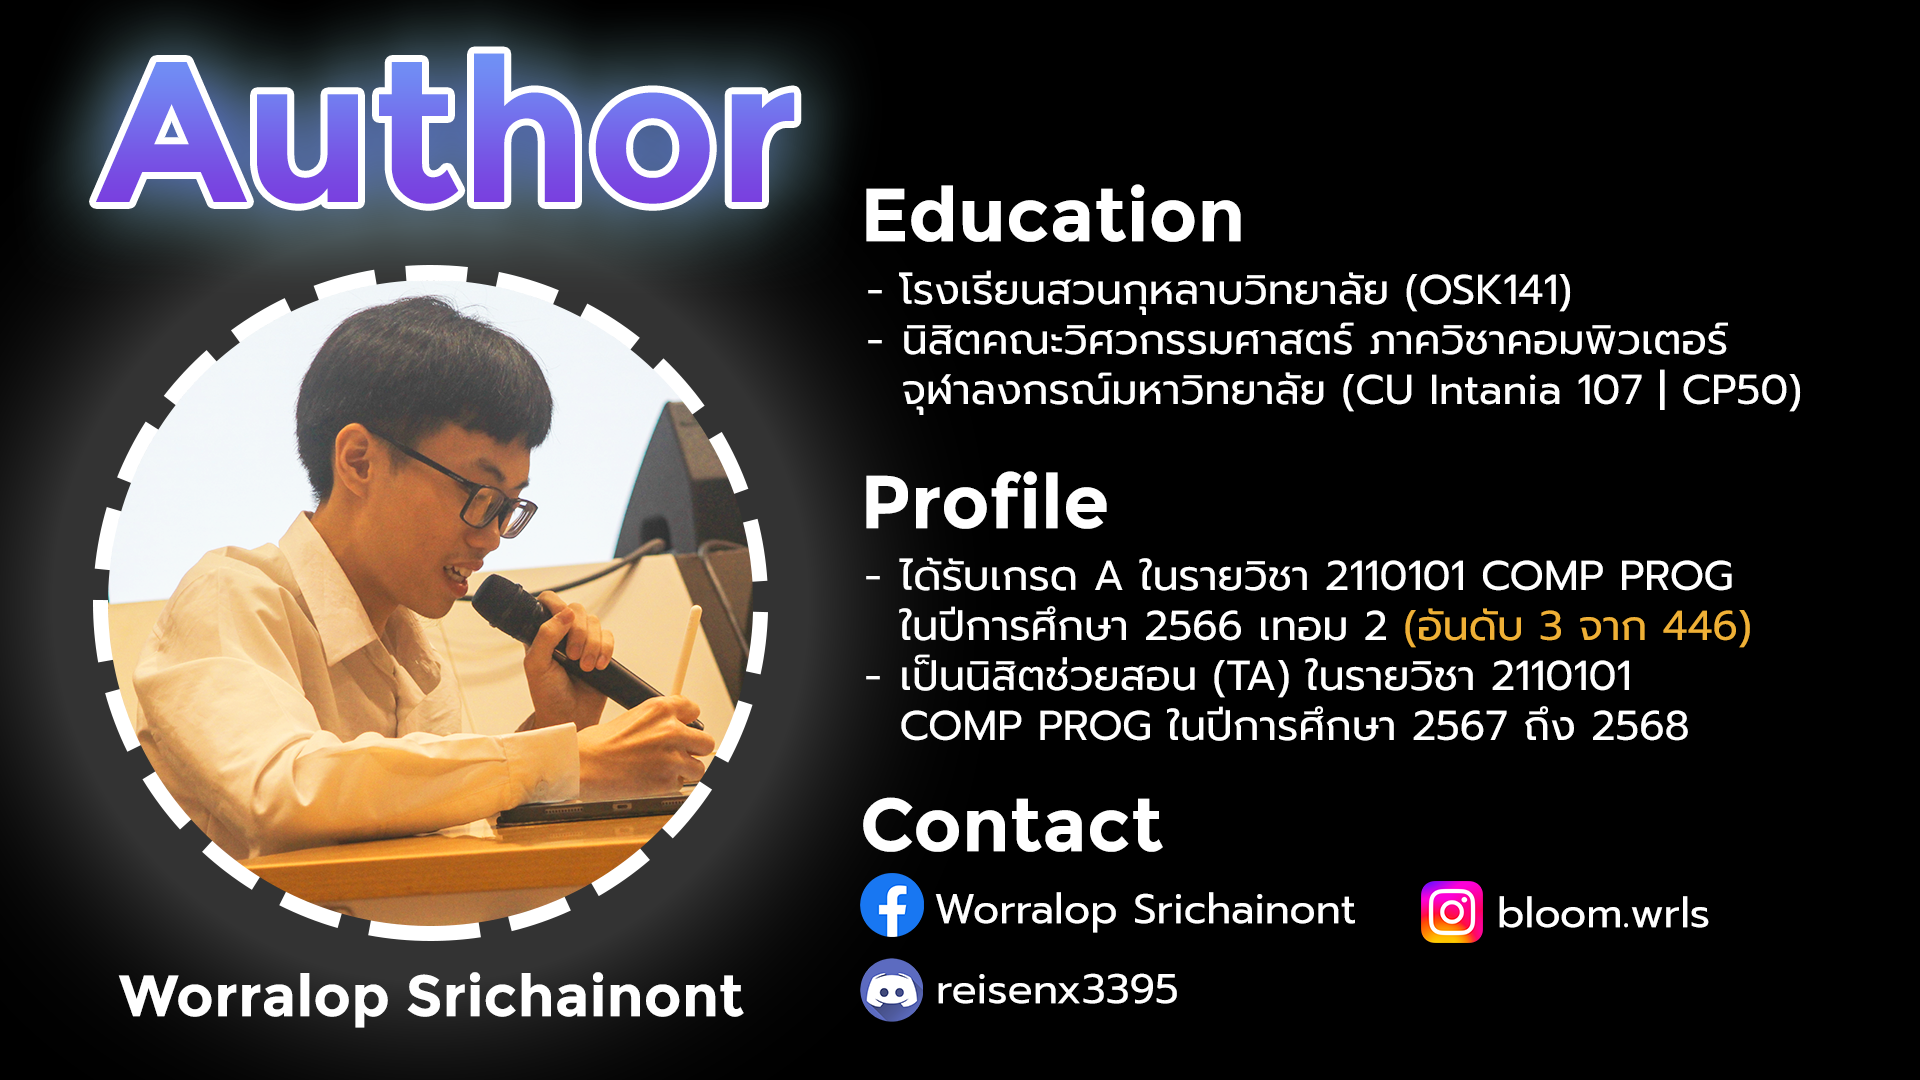 Author
Education
- โรงเรียนสวนกุหลาบวิทยาลัย (OSK141)
- นิสิตคณะวิศวกรรมศาสตร์ ภาควิชาคอมพิวเตอร์
จุฬาลงกรณ์มหาวิทยาลัย (CU Intania 107 | CP50)
Profile
- ได้รับเกรด A ในรายวิชา 2110101 COMP PROG
ในปีการศึกษา 2566 เทอม 2 (อันดับ 3 จาก 446)
- เป็นนิสิตช่วยสอน (TA) ในรายวิชา 2110101
COMP PROG ในปีการศึกษา 2567 ถึง 2568
Contact
Worralop Srichainont
bloom.wrls
reisenx3395
Worralop Srichainont